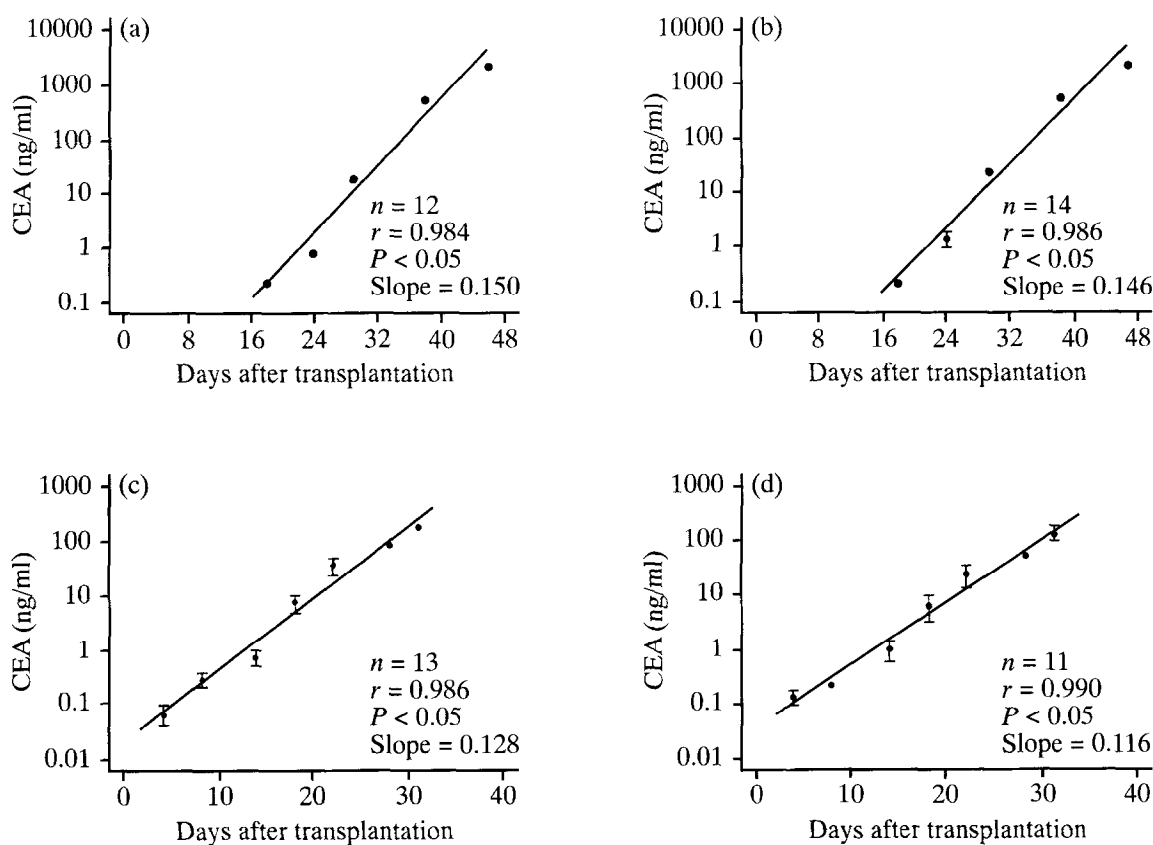 (a)
10000
1000
100
10
1
0.1
CEA (ng/ml)
n = 12
r = 0.984
P < 0.05
Slope = 0.150
0 8 16 24 32 40 48
Days after transplantation
(b)
10000
1000
100
10
1
0.1
CEA (ng/ml)
n = 14
r = 0.986
P < 0.05
Slope = 0.146
0 8 16 24 32 40 48
Days after transplantation
(c)
1000
100
10
1
0.1
0.01
CEA (ng/ml)
n = 13
r = 0.986
P < 0.05
Slope = 0.128
0 10 20 30 40
Days after transplantation
(d)
1000
100
10
1
0.1
0.01
CEA (ng/ml)
n = 11
r = 0.990
P < 0.05
Slope = 0.116
0 10 20 30 40
Days after transplantation